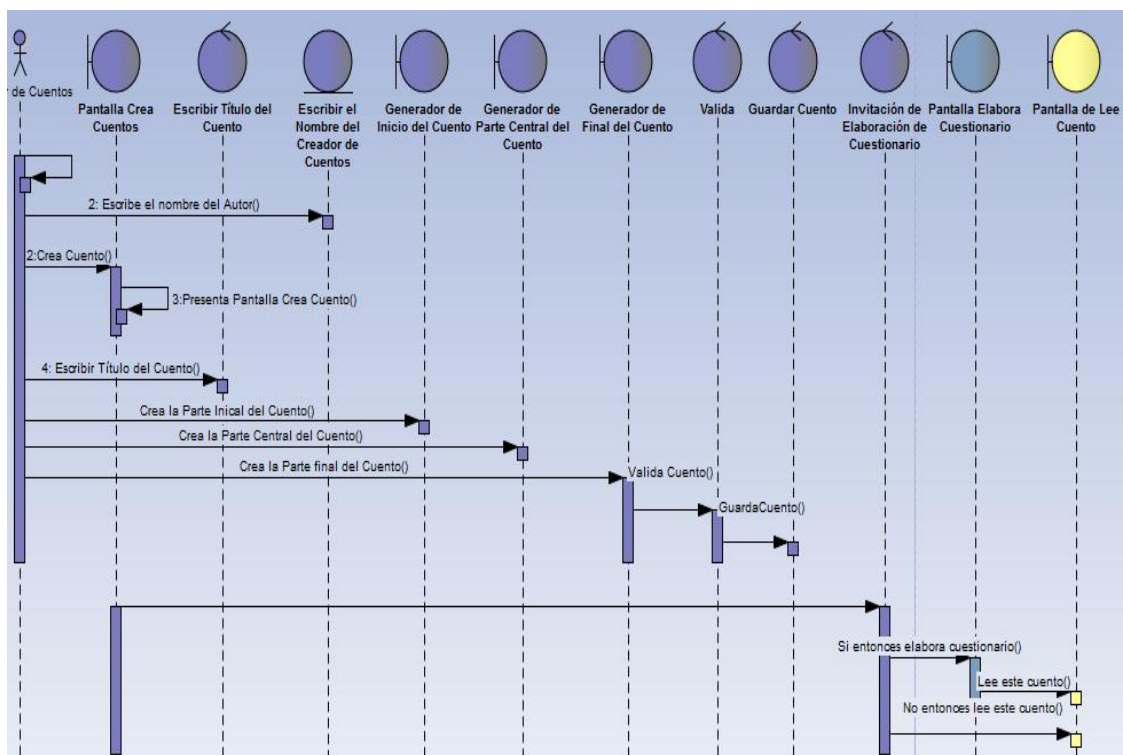 r de Cuentos
Pantalla Crea
Cuentos
Escribir Título del
Cuento
Escribir el
Nombre del
Creador de
Cuentos
Generador de
Inicio del Cuento
Generador de
Parte Central del
Cuento
Generador de
Final del Cuento
Valida
Guardar Cuento
Invitación de
Elaboración de
Cuestionario
Pantalla Elabora
Cuestionario
Pantalla de Lee
Cuento
2: Escribe el nombre del Autor()
2:Crea Cuento()
3:Presenta Pantalla Crea Cuento()
4: Escribir Título del Cuento()
Crea la Parte Inical del Cuento()
Crea la Parte Central del Cuento()
Crea la Parte final del Cuento()
Valida Cuento()
GuardaCuento()
Si entonces elabora cuestionario()
Lee este cuento()
No entonces lee este cuento()